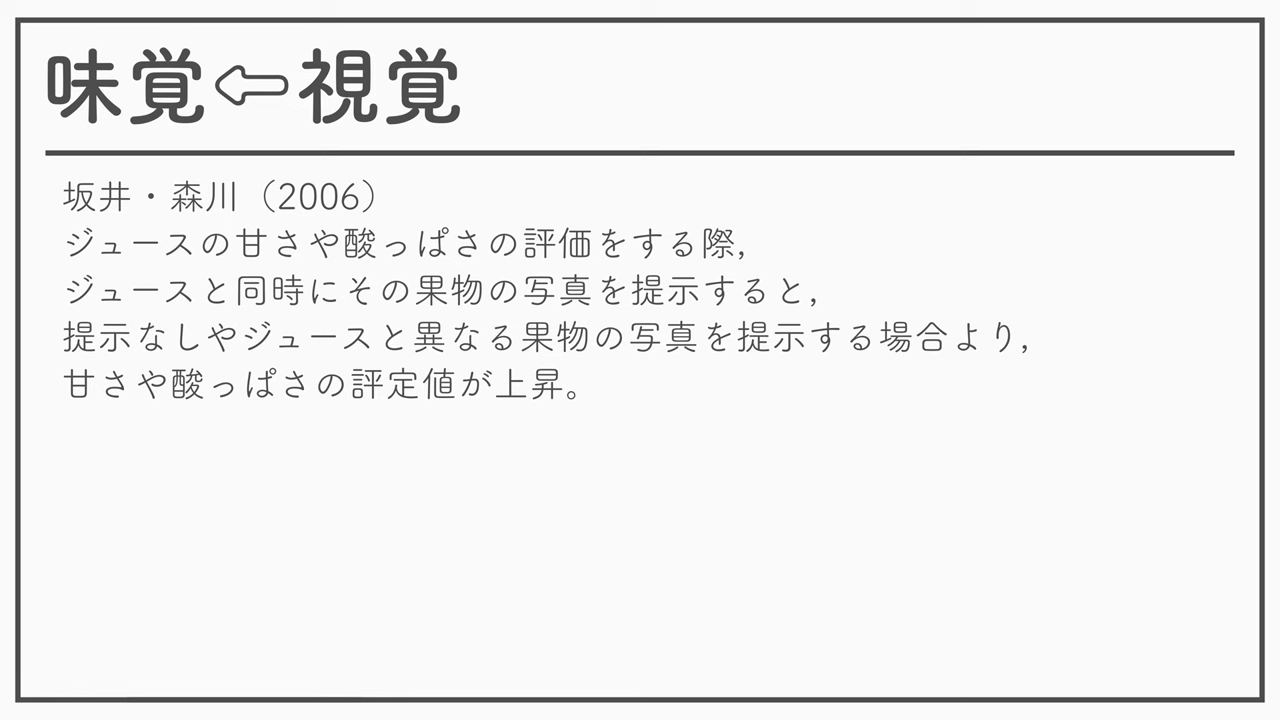 味覚⇦視覚
坂井・森川（2006）
ジュースの甘さや酸っぱさの評価をする際,
ジュースと同時にその果物の写真を提示すると,
提示なしやジュースと異なる果物の写真を提示する場合より,
甘さや酸っぱさの評定値が上昇。